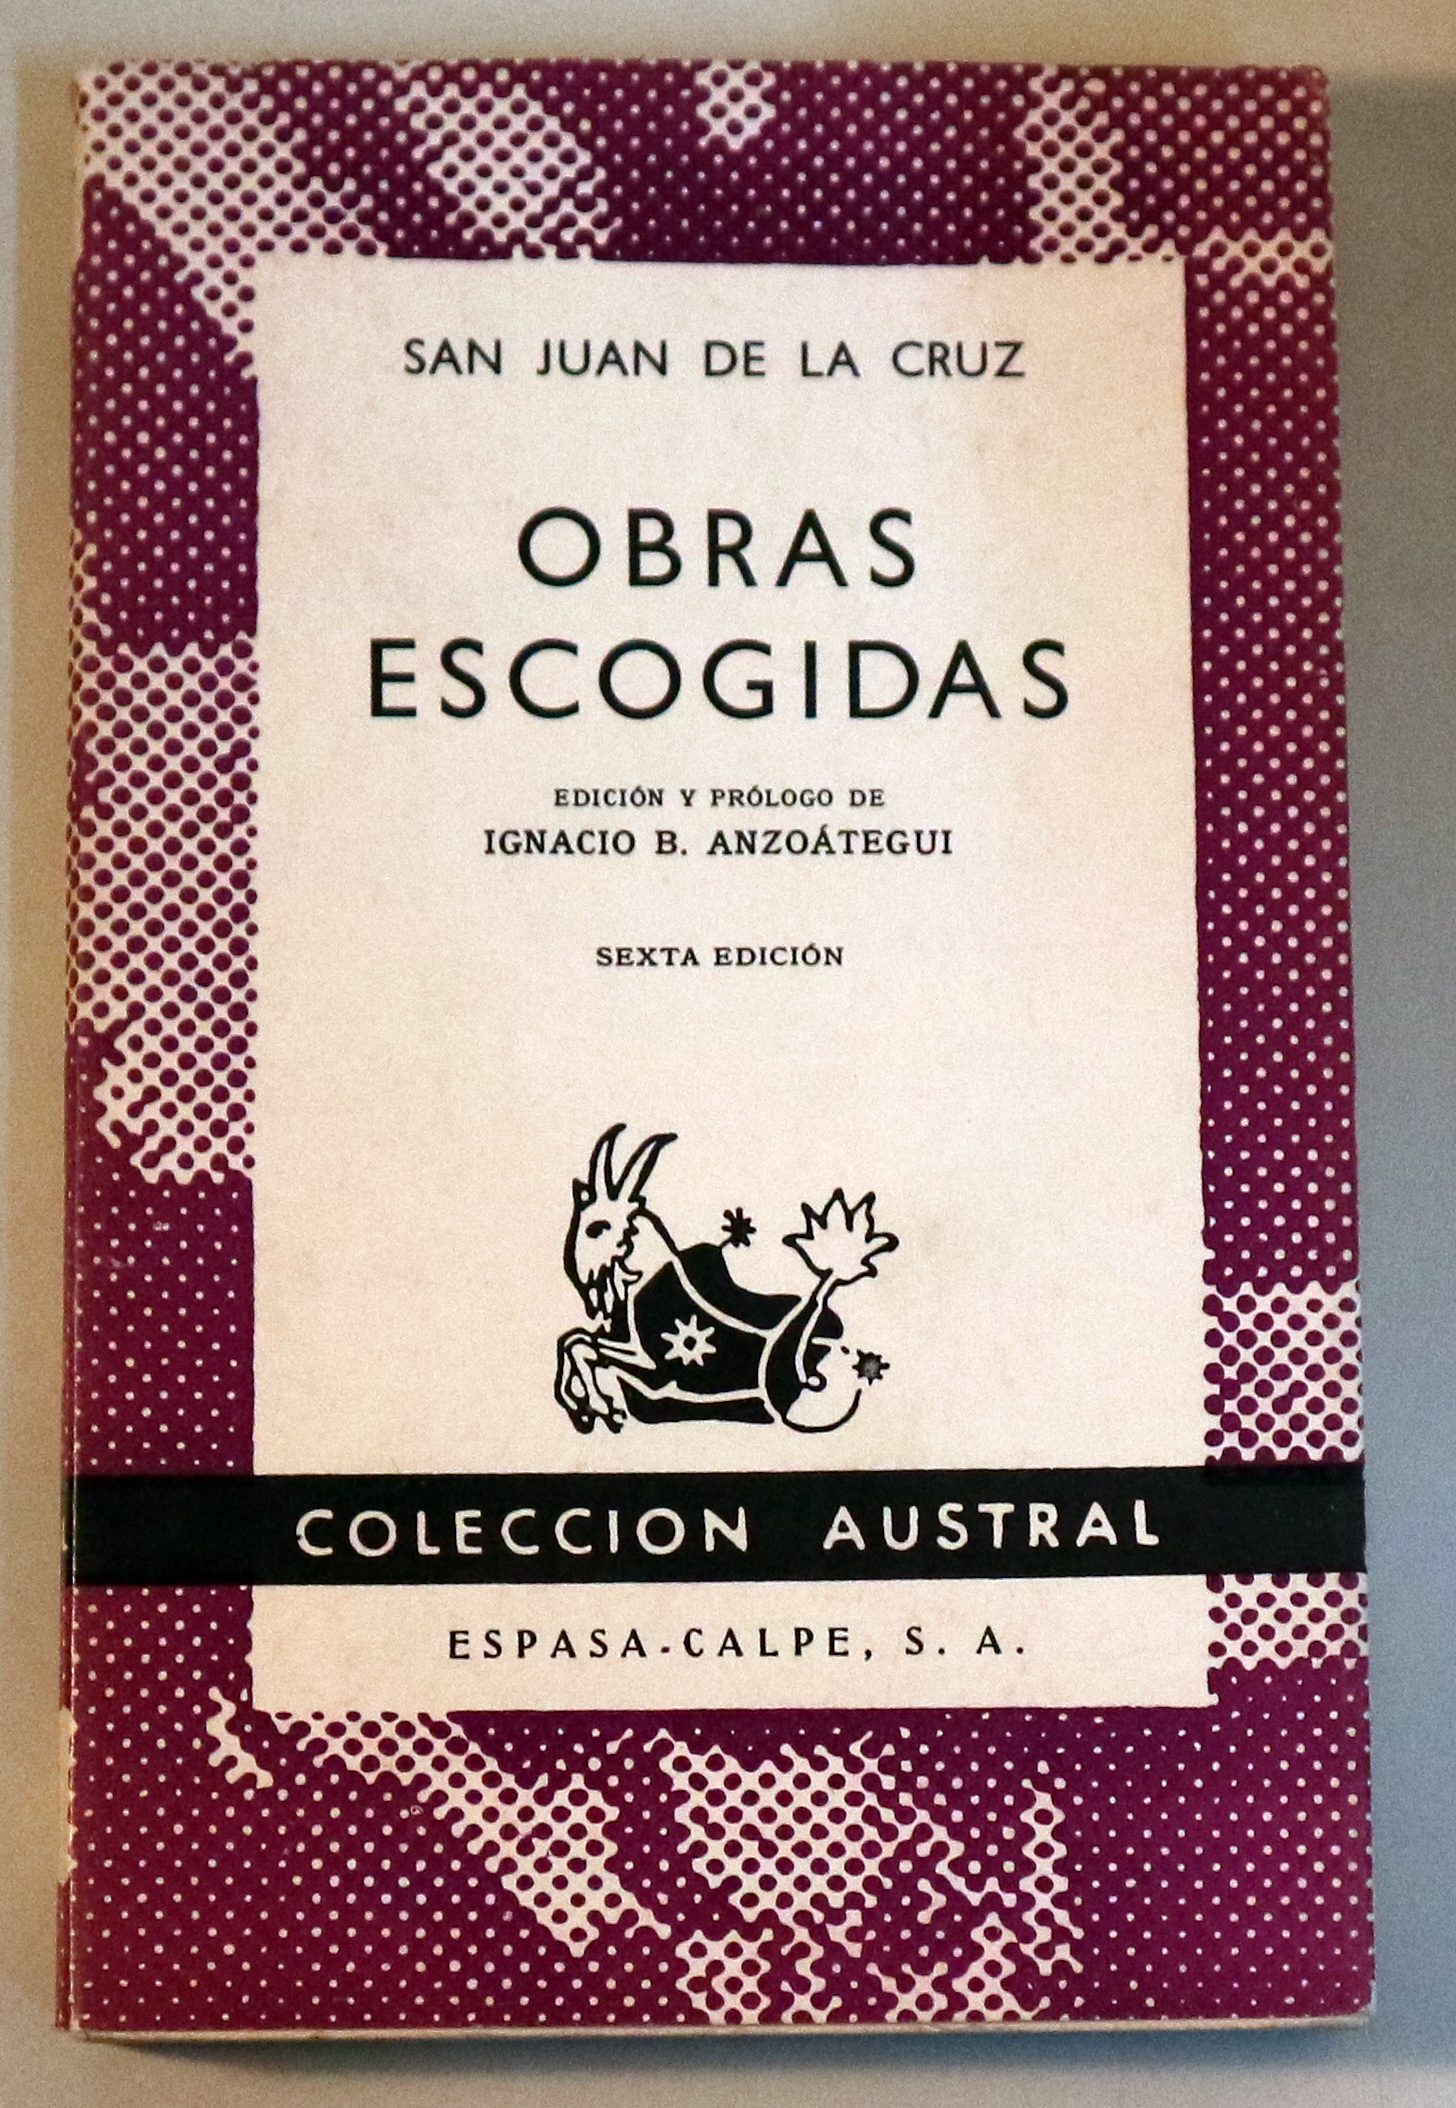 SAN JUAN DE LA CRUZ
OBRAS
ESCOGIDAS
EDICIÓN Y PRÓLOGO DE
IGNACIO B. ANZOÁTEGUI
SEXTA EDICIÓN
COLECCION AUSTRAL
ESPASA-CALPE, S. A.